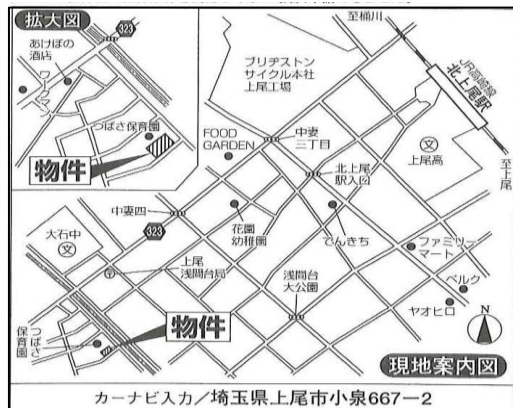 拡大図
323
あけぼの
酒店
ワークマン
つばさ保育園
物件
至桶川
JR高崎線
北上尾駅
至上尾
ブリヂストン
サイクル本社
上尾工場
FOOD
GARDEN
中妻
三丁目
文
上尾高
北上尾
駅入口
中妻四
323
大石中
文
花園
幼稚園
でんきち
ファミリー
マート
上尾
浅間台局
浅間台
大公園
ベルク
ヤオヒロ
つばさ
保育園
物件
N
現地案内図
カーナビ入力/埼玉県上尾市小泉667−2